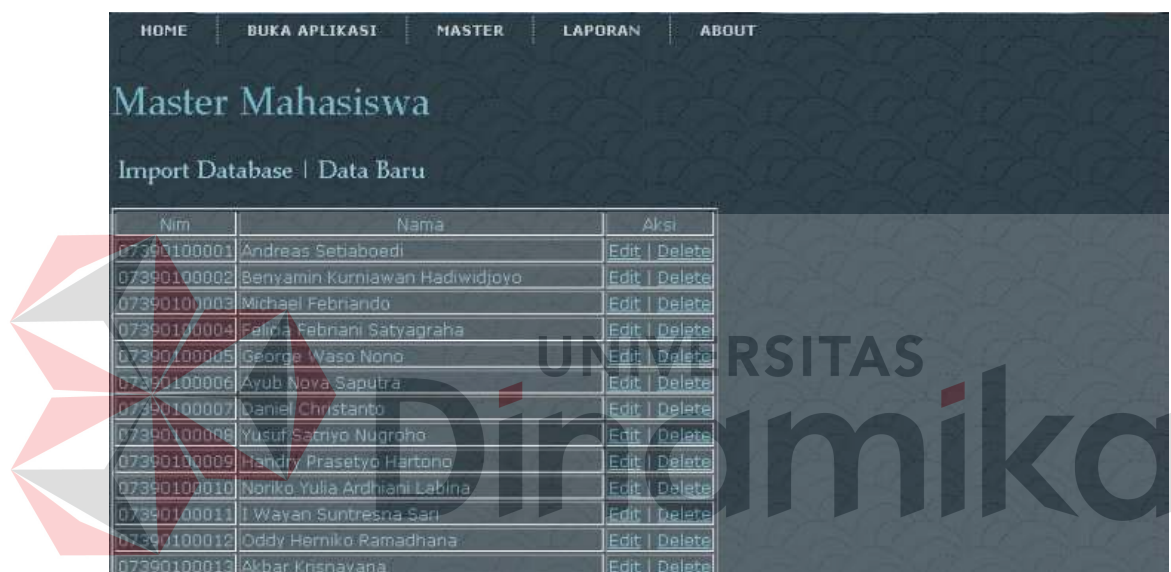 HOME BUKA APLIKASI MASTER LAPORAN ABOUT
Master Mahasiswa
Import Database | Data Baru
Nim Nama Aksi
07390100001 Andreas Setiaboedi Edit | Delete
07390100002 Benyamin Kurniawan Hadiwidjoyo Edit | Delete
07390100003 Michael Febriando Edit | Delete
07390100004 Felicia Febriani Satyagraha Edit | Delete
07390100005 George Waso Nono Edit | Delete
07390100006 Ayub Nova Saputra Edit | Delete
07390100007 Daniel Christanto Edit | Delete
07390100008 Yusuf Satriyo Nugroho Edit | Delete
07390100009 Handry Prasetyo Hartono Edit | Delete
07390100010 Noriko Yulia Ardhiani Labina Edit | Delete
07390100011 I Wayan Suntresna Sari Edit | Delete
07390100012 Oddy Herniko Ramadhana Edit | Delete
07390100013 Akbar Krisnayana Edit | Delete
UNIVERSITAS
Dinamika